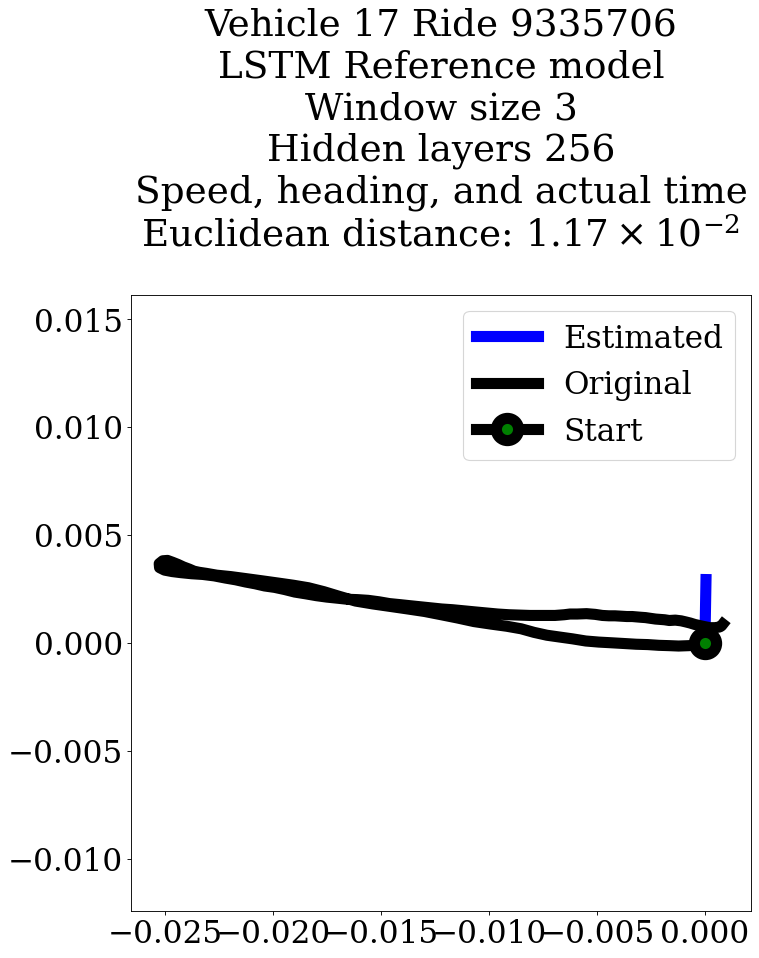 Vehicle 17 Ride 9335706
LSTM Reference model
Window size 3
Hidden layers 256
Speed, heading, and actual time
Euclidean distance: 1.17 × 10⁻²
Estimated
Original
Start
0.015
0.010
0.005
0.000
−0.005
−0.010
−0.025 −0.020 −0.015 −0.010 −0.005 0.000